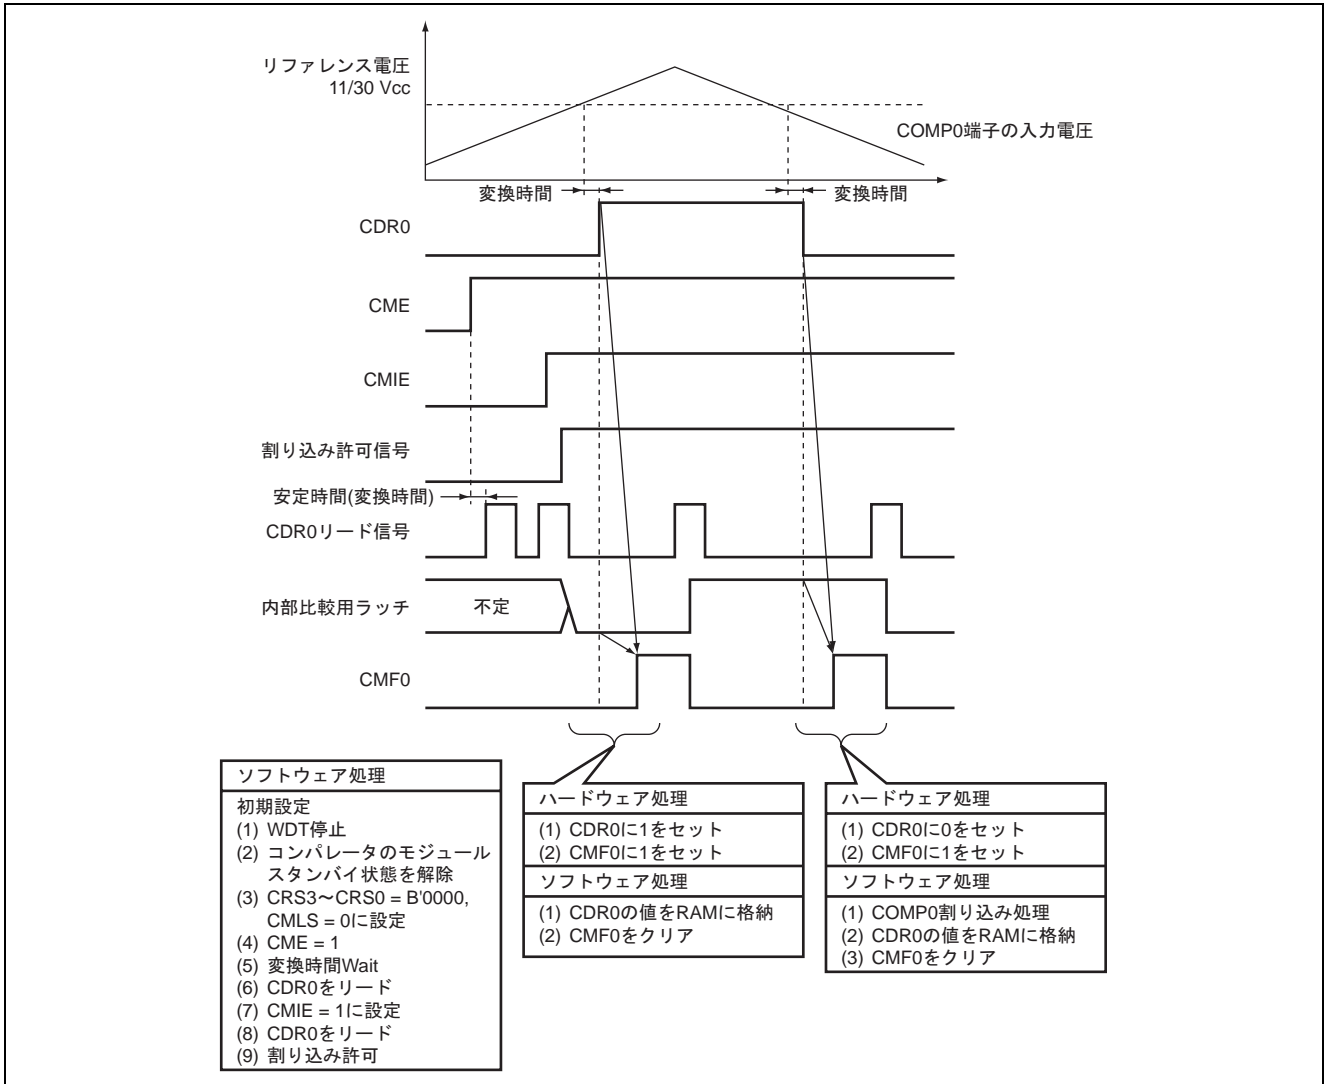 リファレンス電圧
11/30 Vcc
COMP0端子の入力電圧
変換時間
変換時間
CDR0
CME
CMIE
割り込み許可信号
安定時間(変換時間)
CDR0リード信号
内部比較用ラッチ
不定
CMF0
ソフトウェア処理
初期設定
(1) WDT停止
(2) コンパレータのモジュール
スタンバイ状態を解除
(3) CRS3～CRS0 = B'0000,
CMLS = 0に設定
(4) CME = 1
(5) 変換時間Wait
(6) CDR0をリード
(7) CMIE = 1に設定
(8) CDR0をリード
(9) 割り込み許可
ハードウェア処理
(1) CDR0に1をセット
(2) CMF0に1をセット
ソフトウェア処理
(1) CDR0の値をRAMに格納
(2) CMF0をクリア
ハードウェア処理
(1) CDR0に0をセット
(2) CMF0に1をセット
ソフトウェア処理
(1) COMP0割り込み処理
(2) CDR0の値をRAMに格納
(3) CMF0をクリア